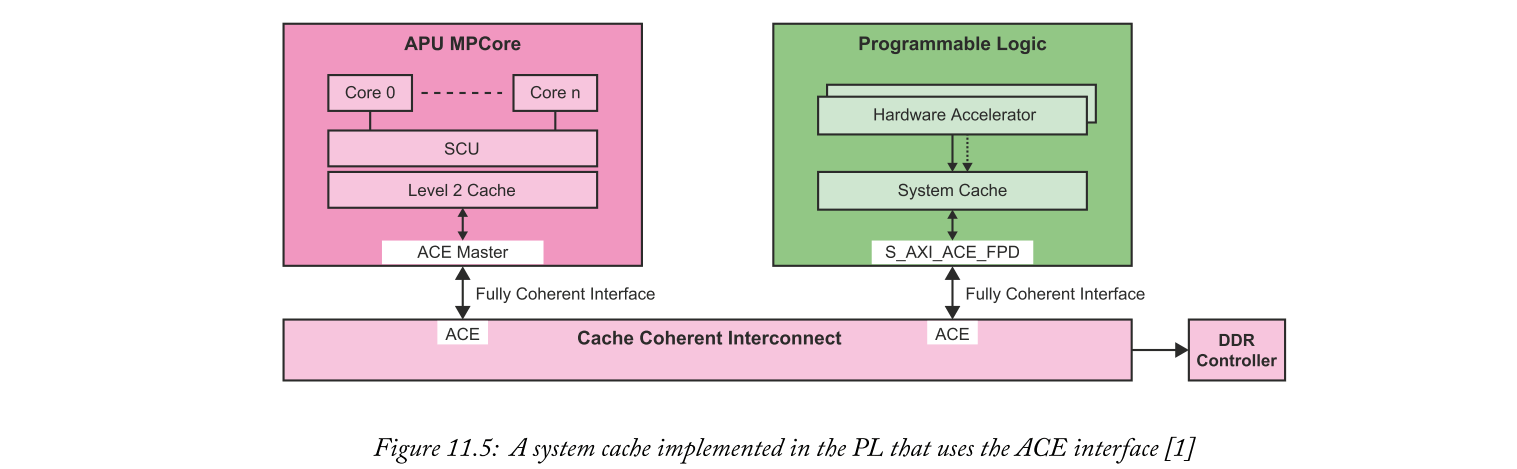 APU MPCore
Core 0
Core n
SCU
Level 2 Cache
ACE Master
Programmable Logic
Hardware Accelerator
System Cache
S_AXI_ACE_FPD
Fully Coherent Interface
Fully Coherent Interface
ACE
Cache Coherent Interconnect
ACE
DDR
Controller
Figure 11.5: A system cache implemented in the PL that uses the ACE interface [1]